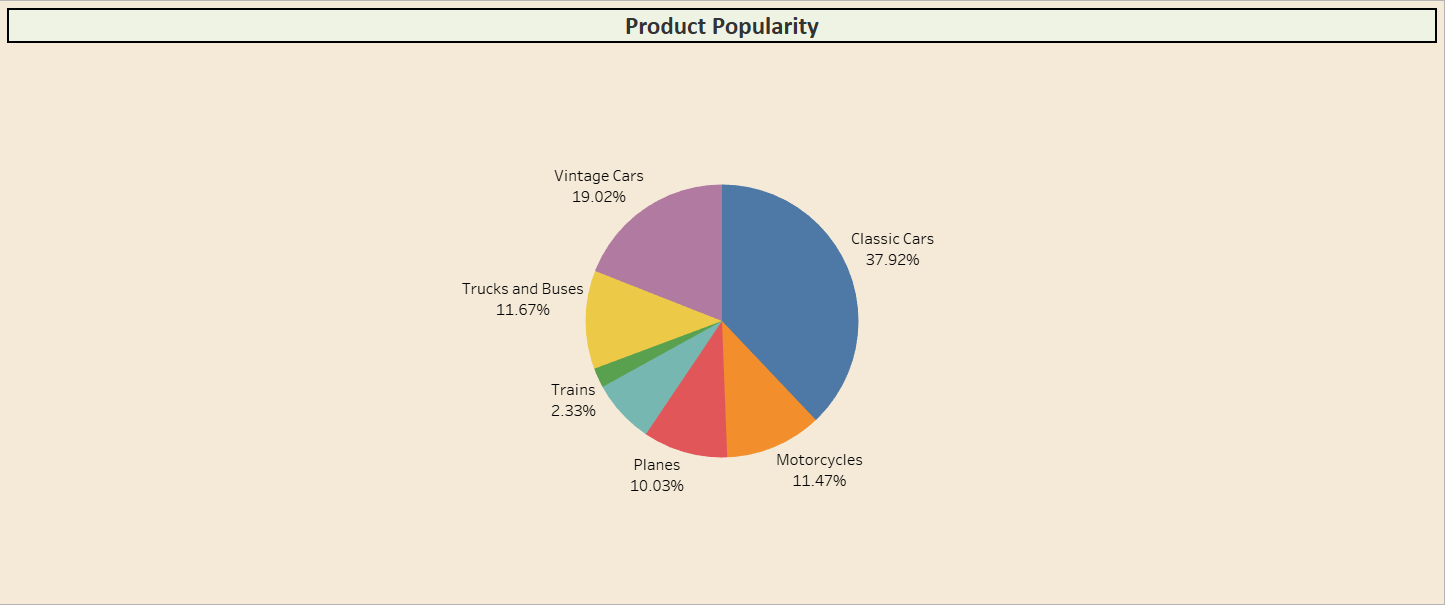 Product Popularity
Vintage Cars
19.02%
Classic Cars
37.92%
Trucks and Buses
11.67%
Trains
2.33%
Planes
10.03%
Motorcycles
11.47%